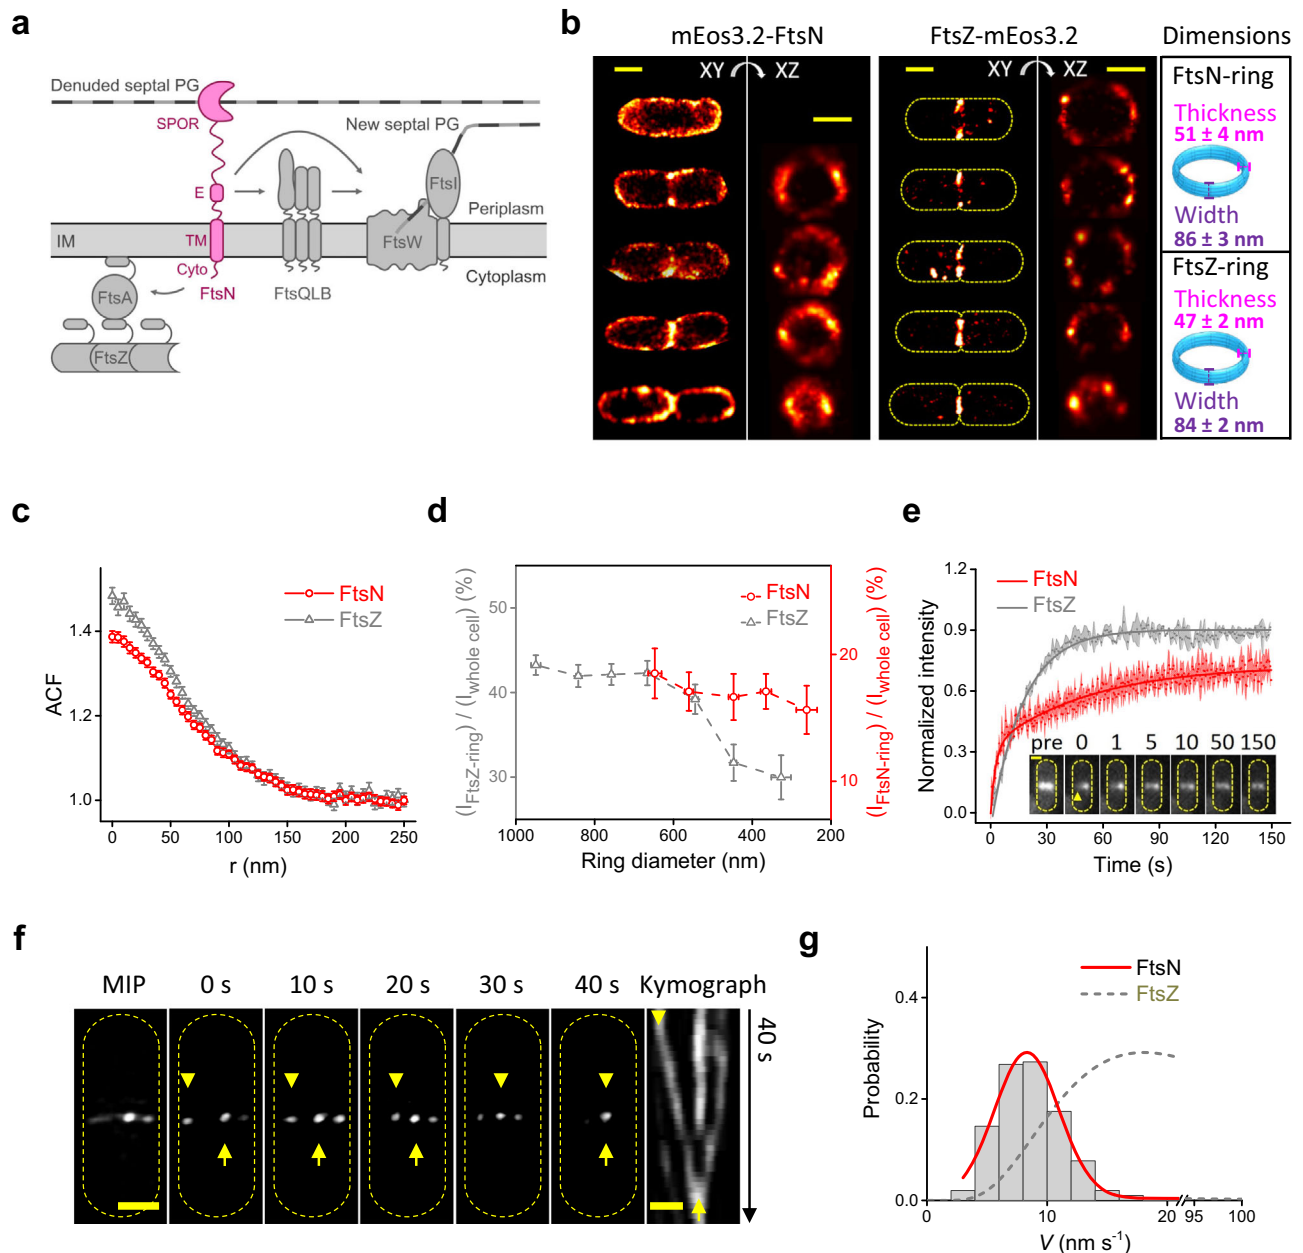 a
Denuded septal PG
SPOR
New septal PG
E
FtsI
Periplasm
IM
TM
FtsW
Cyto
Cytoplasm
FtsA
FtsN
FtsQLB
FtsZ
b
mEos3.2-FtsN
FtsZ-mEos3.2
Dimensions
XY
XZ
XY
XZ
FtsN-ring
Thickness
51 ± 4 nm
Width
86 ± 3 nm
FtsZ-ring
Thickness
47 ± 2 nm
Width
84 ± 2 nm
c
ACF
1.4
1.2
1.0
FtsN
FtsZ
0 50 100 150 200 250
r (nm)
d
(I FtsZ-ring) / (I whole cell) (%)
50
40
30
FtsN
FtsZ
20
10
(I FtsN-ring) / (I whole cell) (%)
1000 800 600 400 200
Ring diameter (nm)
e
Normalized intensity
1.2
0.9
0.6
0.3
0.0
FtsN
FtsZ
pre 0 1 5 10 50 150
0 30 60 90 120 150
Time (s)
f
MIP 0 s 10 s 20 s 30 s 40 s Kymograph
40 s
g
Probability
0.4
0.2
0.0
FtsN
FtsZ
0 10 20 95 100
V (nm s⁻¹)